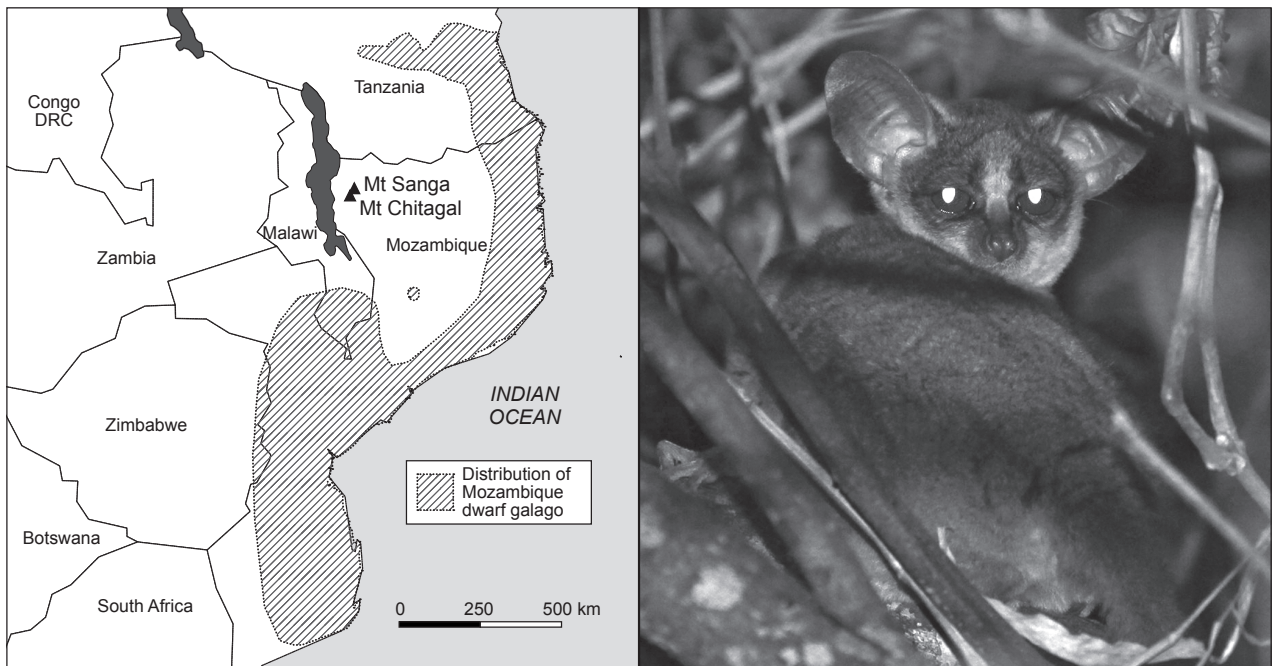 Tanzania
Congo
DRC
Mt Sanga
Mt Chitagal
Malawi
Mozambique
Zambia
INDIAN
OCEAN
Zimbabwe
Distribution of
Mozambique
dwarf galago
Botswana
South Africa
0 250 500 km